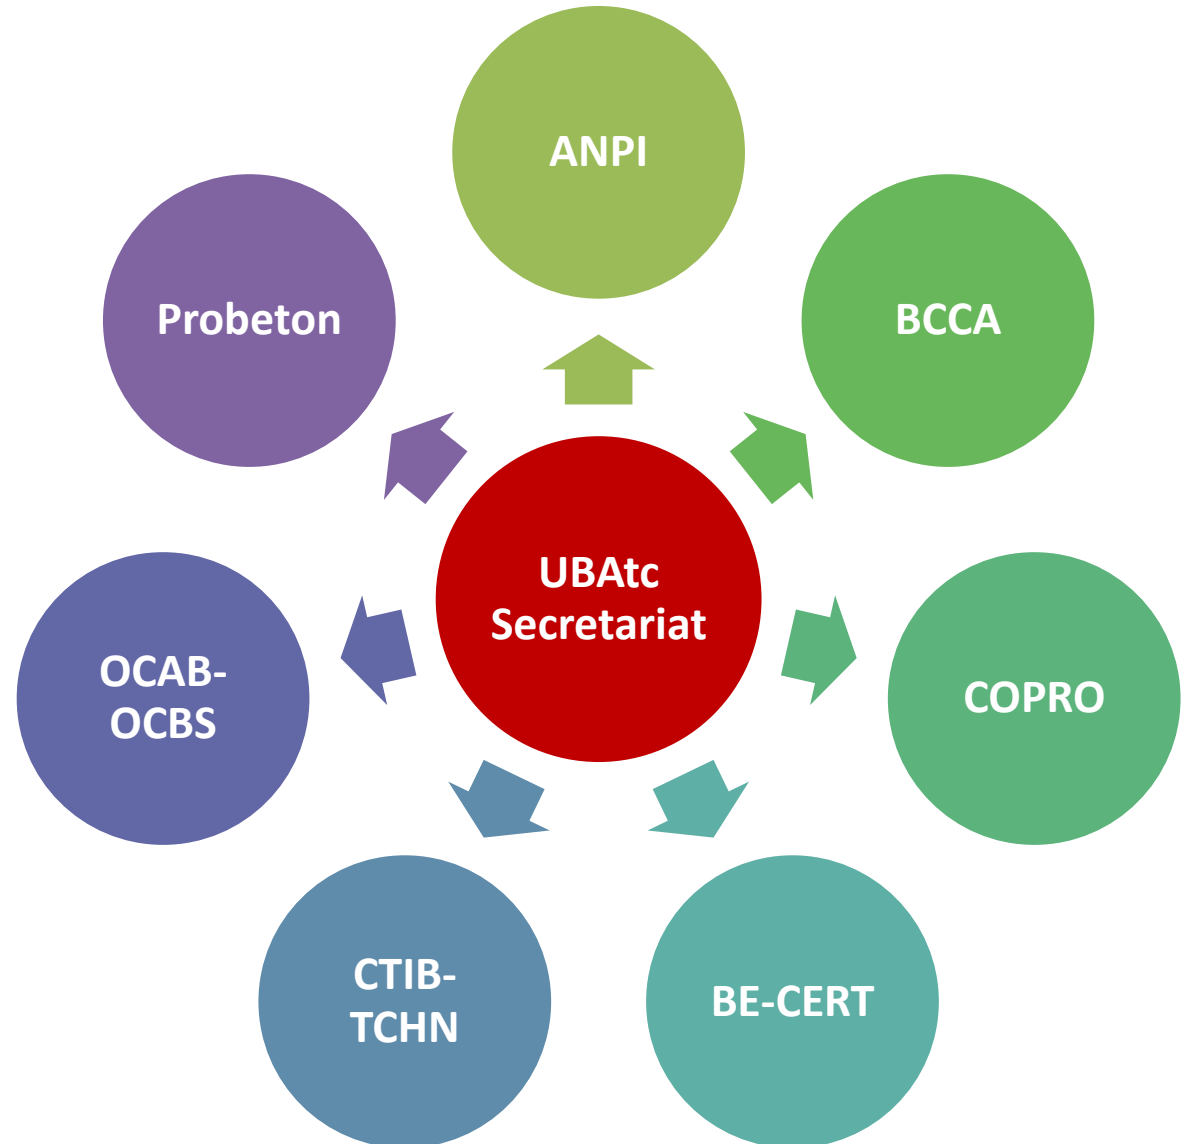 ANPI
BCCA
COPRO
BE-CERT
CTIB-
TCHN
OCAB-
OCBS
Probeton
UBAtc
Secretariat